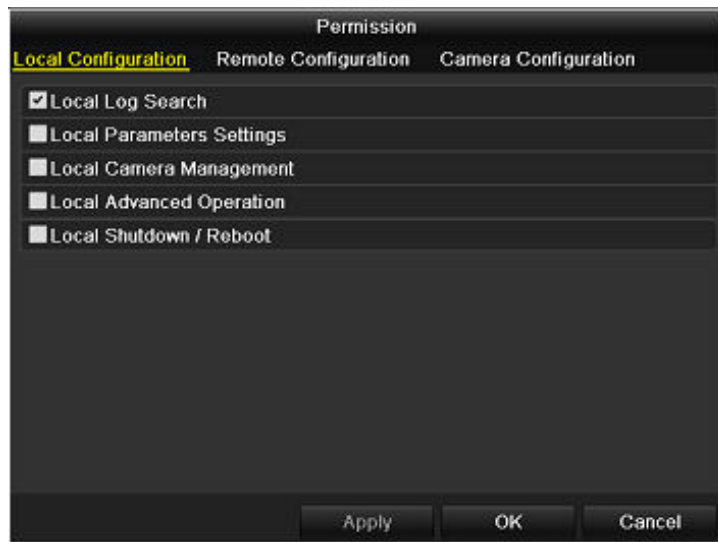 Permission
Local Configuration Remote Configuration Camera Configuration
Local Log Search
Local Parameters Settings
Local Camera Management
Local Advanced Operation
Local Shutdown / Reboot
Apply OK Cancel